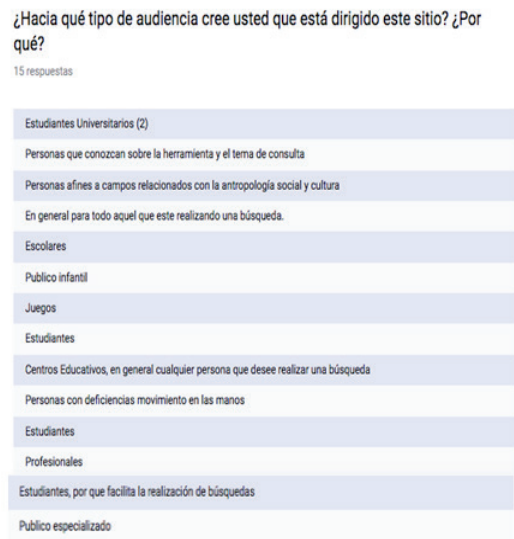 ¿Hacia qué tipo de audiencia cree usted que está dirigido este sitio? ¿Por
qué?
15 respuestas
Estudiantes Universitarios (2)
Personas que conozcan sobre la herramienta y el tema de consulta
Personas afines a campos relacionados con la antropología social y cultura
En general para todo aquel que este realizando una búsqueda.
Escolares
Publico infantil
Juegos
Estudiantes
Centros Educativos, en general cualquier persona que desee realizar una búsqueda
Personas con deficiencias movimiento en las manos
Estudiantes
Profesionales
Estudiantes, por que facilita la realización de búsquedas
Publico especializado